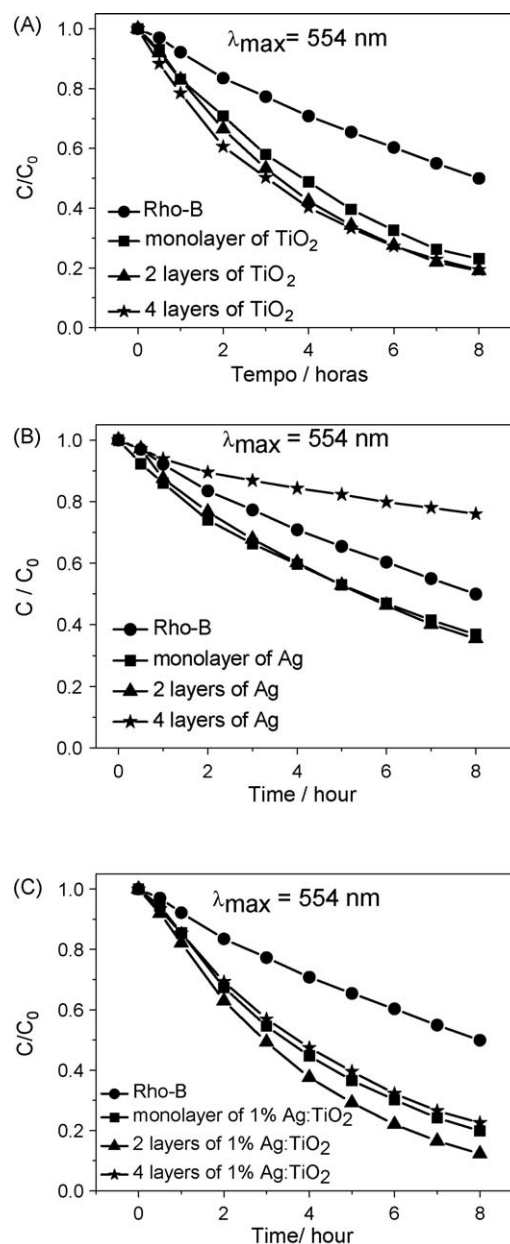 (A)
λmax= 554 nm
1.0
0.8
0.6
0.4
0.2
0.0
C/C0
Rho-B
monolayer of TiO2
2 layers of TiO2
4 layers of TiO2
0 2 4 6 8
Tempo / horas
(B)
λmax = 554 nm
1.0
0.8
0.6
0.4
0.2
0.0
C / C0
Rho-B
monolayer of Ag
2 layers of Ag
4 layers of Ag
0 2 4 6 8
Time / hour
(C)
λmax = 554 nm
1.0
0.8
0.6
0.4
0.2
0.0
C/C0
Rho-B
monolayer of 1% Ag:TiO2
2 layers of 1% Ag:TiO2
4 layers of 1% Ag:TiO2
0 2 4 6 8
Time/ hour